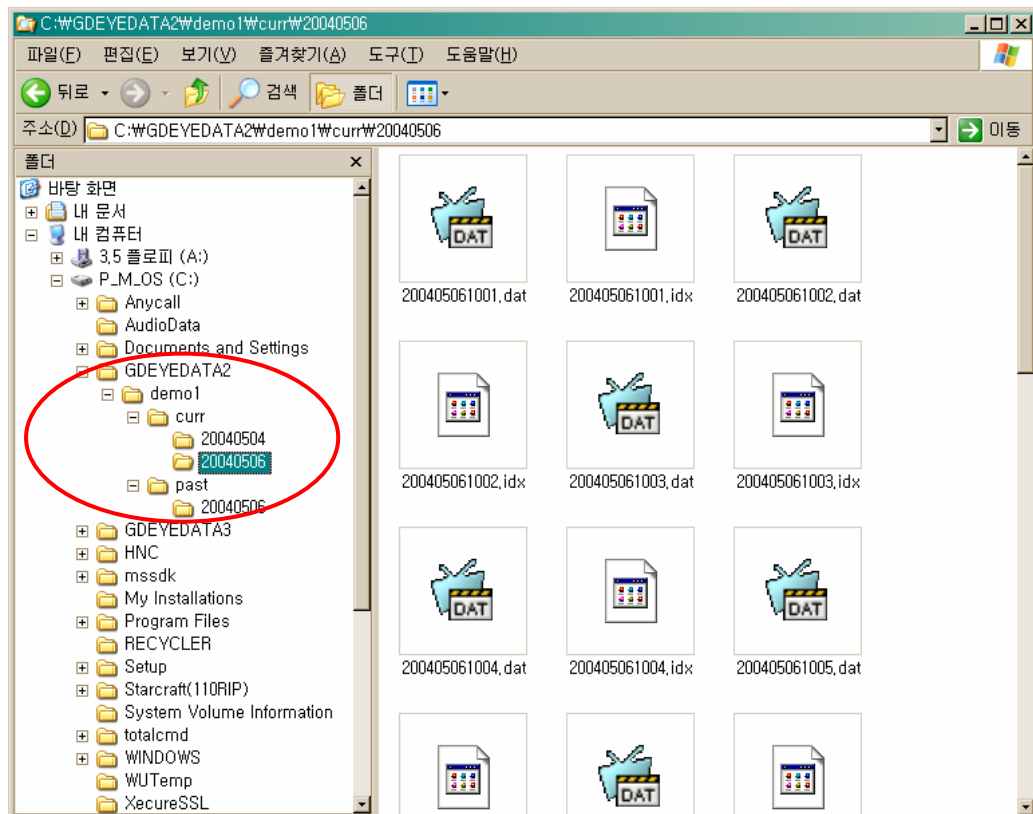 C:₩GDEYEDATA2₩demo1₩curr₩20040506
파일(F) 편집(E) 보기(V) 즐겨찾기(A) 도구(T) 도움말(H)
뒤로 검색 폴더
주소(D) C:₩GDEYEDATA2₩demo1₩curr₩20040506 이동
폴더 x
바탕 화면
내 문서
내 컴퓨터
3.5 플로피 (A:)
P_M_OS (C:)
Anycall
AudioData
Documents and Settings
GDEYEDATA2
demo1
curr
20040504
20040506
past
20040506
GDEYEDATA3
HNC
mssdk
My Installations
Program Files
RECYCLER
Setup
Starcraft(110RIP)
System Volume Information
totalcmd
WINDOWS
WUTemp
XecureSSL
DAT DAT
200405061001.dat 200405061001.idx 200405061002.dat
DAT
200405061002.idx 200405061003.dat 200405061003.idx
DAT DAT
200405061004.dat 200405061004.idx 200405061005.dat
DAT